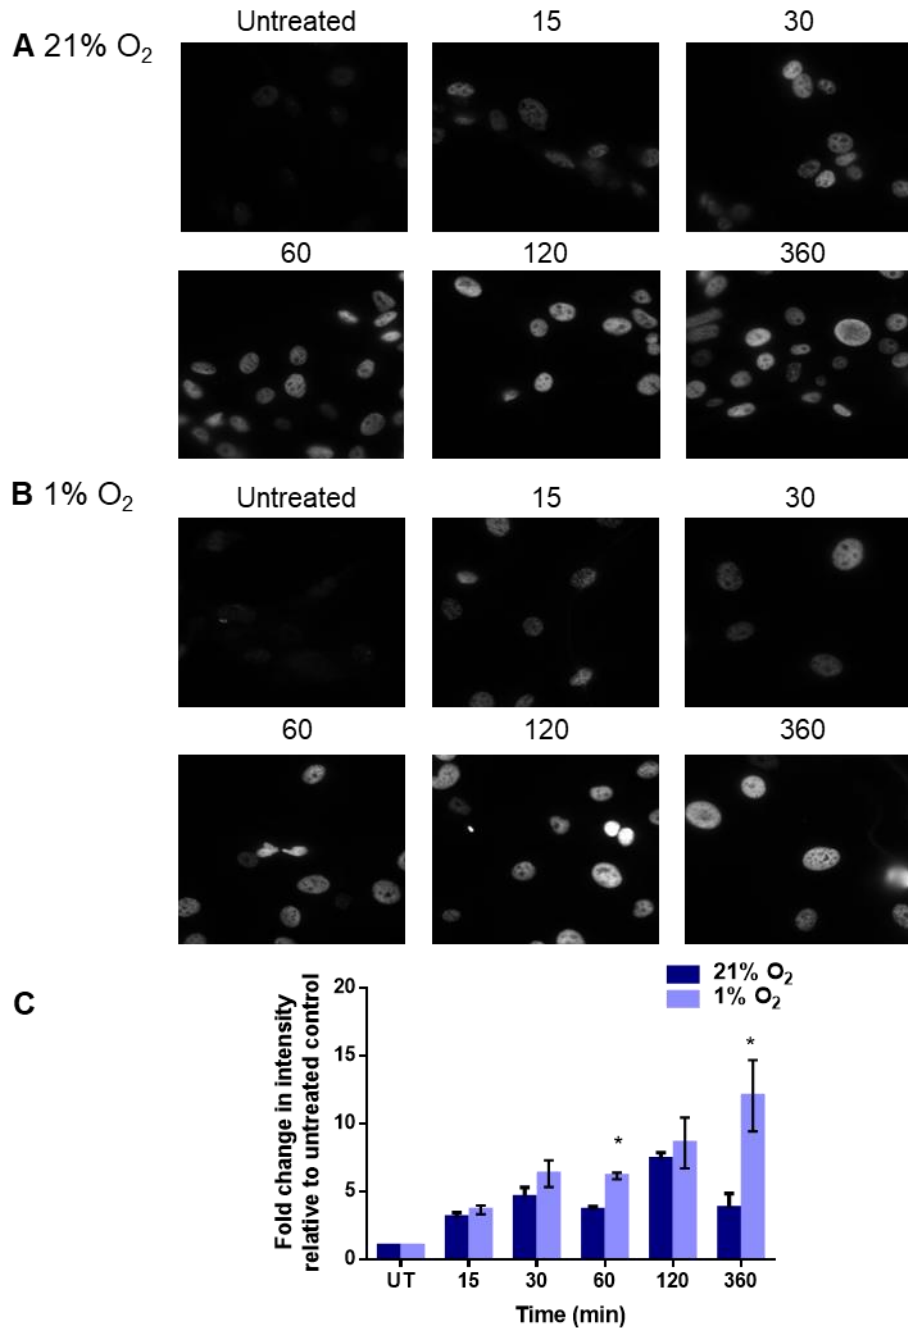 A 21% O₂
Untreated 15 30
60 120 360
B 1% O₂
Untreated 15 30
60 120 360
C
Fold change in intensity
relative to untreated control
20
15
10
5
0
21% O₂
1% O₂
*
*
UT 15 30 60 120 360
Time (min)